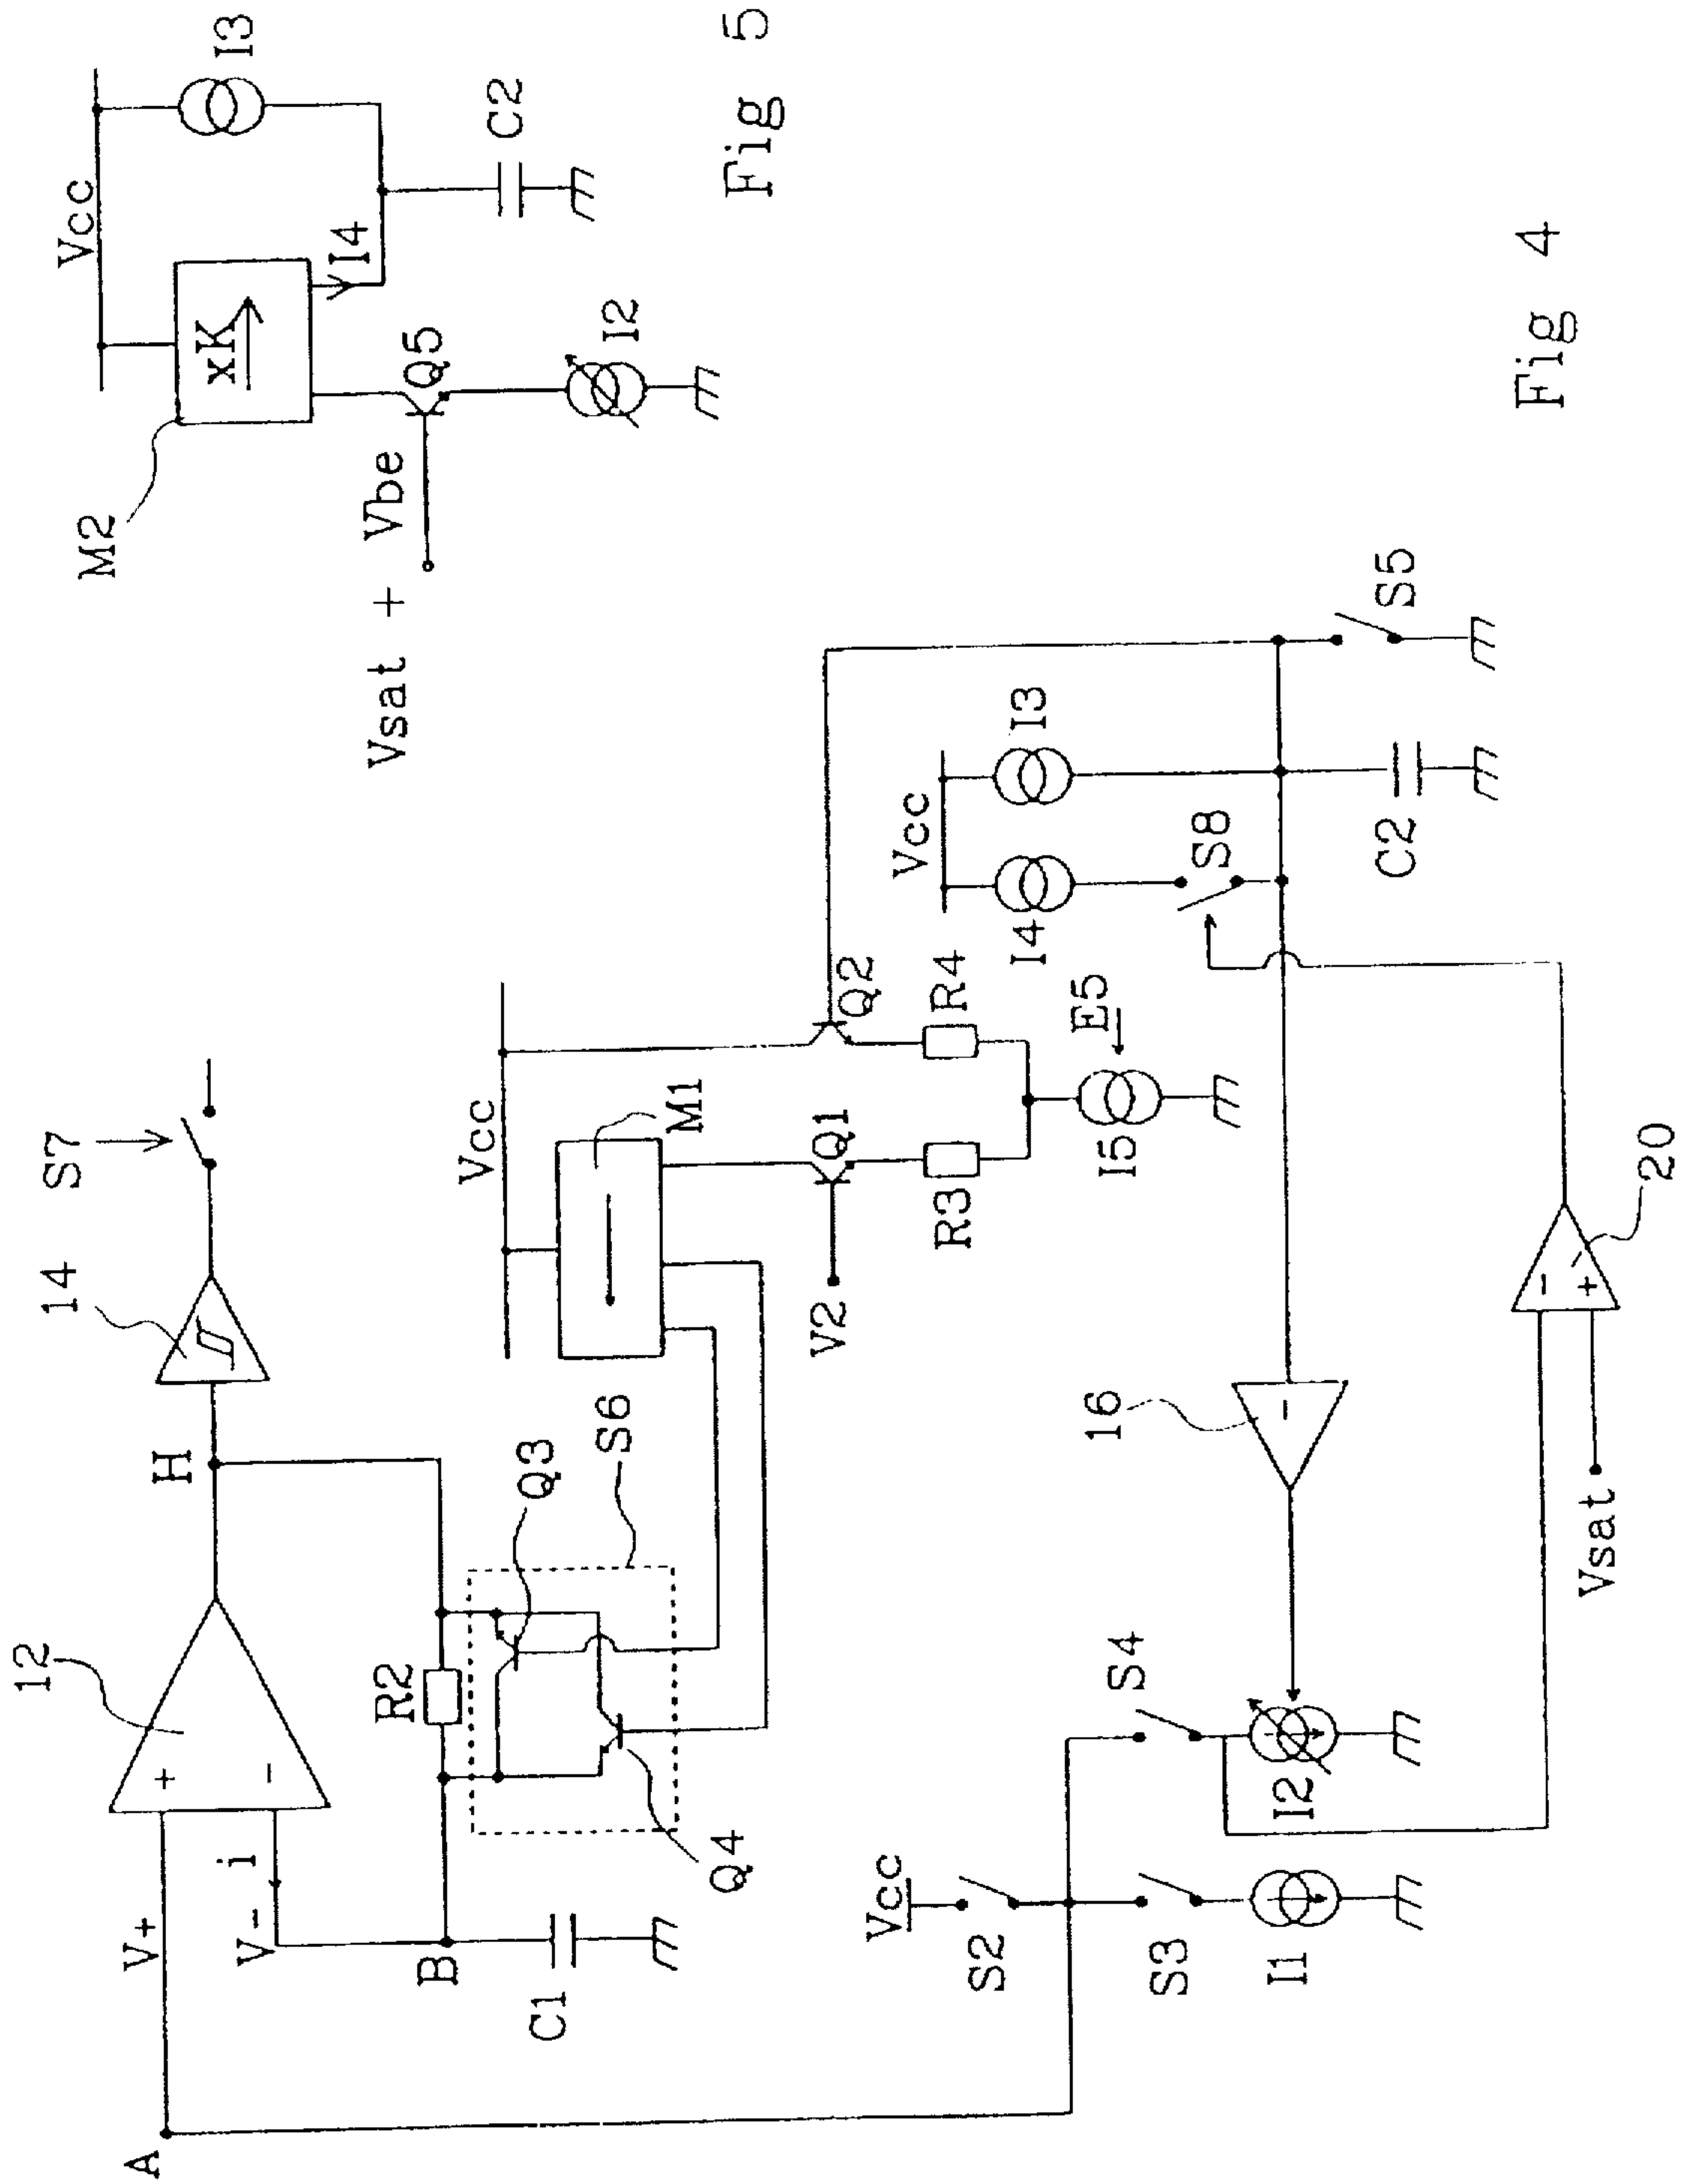 Vcc
I3
M2
xK
I4
C2
Q5
I2
Vsat + Vbe
Fig 5
S7
14
H
12
V+
+
V-
-
i
A
B
C1
R2
Q3
Q4
S6
Vcc
M1
Q1
Q2
V2
R3
R4
I5
E5
Vcc
I4
I3
S8
C2
S5
16
-
Vcc
S2
S3
S4
I1
I2
20
-
+
Vsat
Fig 4